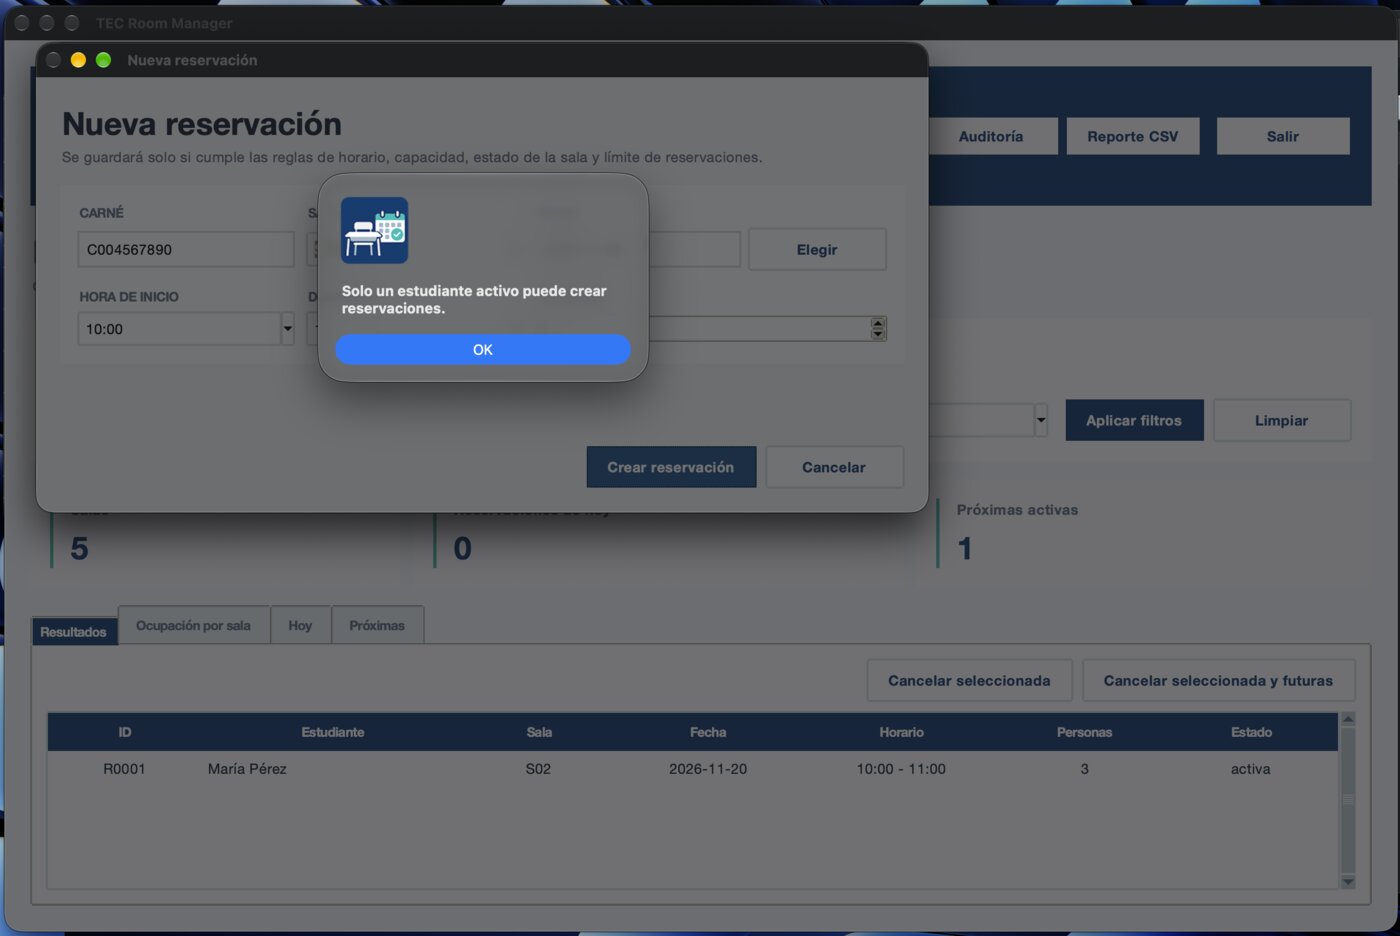 TEC Room Manager
Nueva reservación
Nueva reservación
Se guardará solo si cumple las reglas de horario, capacidad, estado de la sala y límite de reservaciones.
Auditoría
Reporte CSV
Salir
CARNÉ
C004567890
Elegir
HORA DE INICIO
10:00
Solo un estudiante activo puede crear
reservaciones.
OK
Aplicar filtros
Limpiar
Crear reservación
Cancelar
Próximas activas
5
0
1
Resultados
Ocupación por sala
Hoy
Próximas
Cancelar seleccionada
Cancelar seleccionada y futuras
ID Estudiante Sala Fecha Horario Personas Estado
R0001 María Pérez S02 2026-11-20 10:00 - 11:00 3 activa